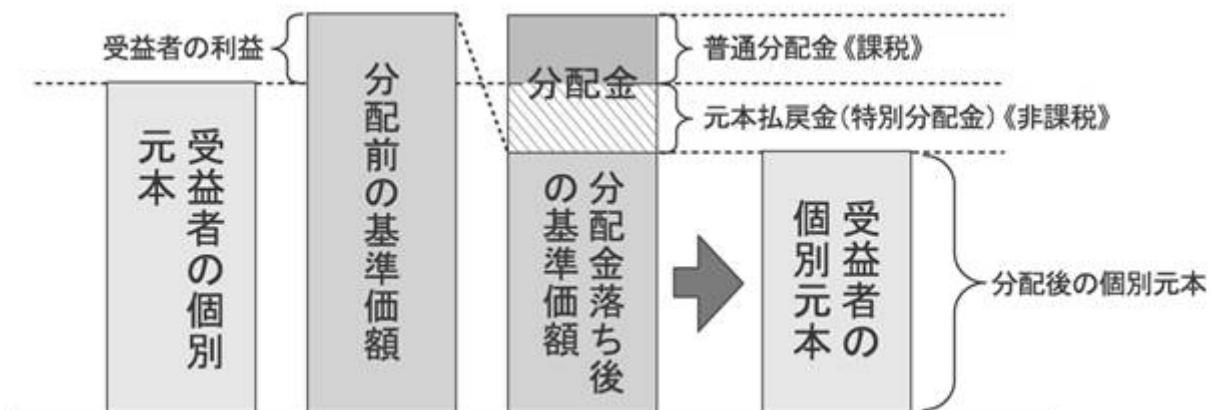 受益者の利益
受益者の個別
元本
分配前の基準価額
分配金
普通分配金《課税》
元本払戻金(特別分配金)《非課税》
分配金落ち後
の基準価額
受益者の
個別元本
分配後の個別元本